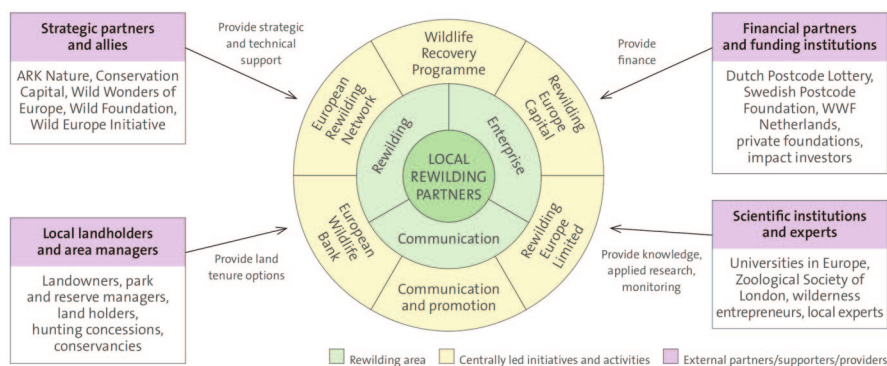 Strategic partners
and allies
ARK Nature, Conservation
Capital, Wild Wonders of
Europe, Wild Foundation,
Wild Europe Initiative
Provide strategic
and technical
support
Local landholders
and area managers
Landowners, park
and reserve managers,
land holders,
hunting concessions,
conservancies
Provide land
tenure options
Wildlife
Recovery
Programme
European
Rewilding
Network
Rewilding
Europe
Capital
Rewilding
Enterprise
LOCAL
REWILDING
PARTNERS
Communication
European
Wildlife
Bank
Rewilding
Europe
Limited
Communication
and promotion
Provide
finance
Financial partners
and funding institutions
Dutch Postcode Lottery,
Swedish Postcode
Foundation, WWF
Netherlands,
private foundations,
impact investors
Provide knowledge,
applied research,
monitoring
Scientific institutions
and experts
Universities in Europe,
Zoological Society of
London, wilderness
entrepreneurs, local experts
Rewilding area
Centrally led initiatives and activities
External partners/supporters/providers